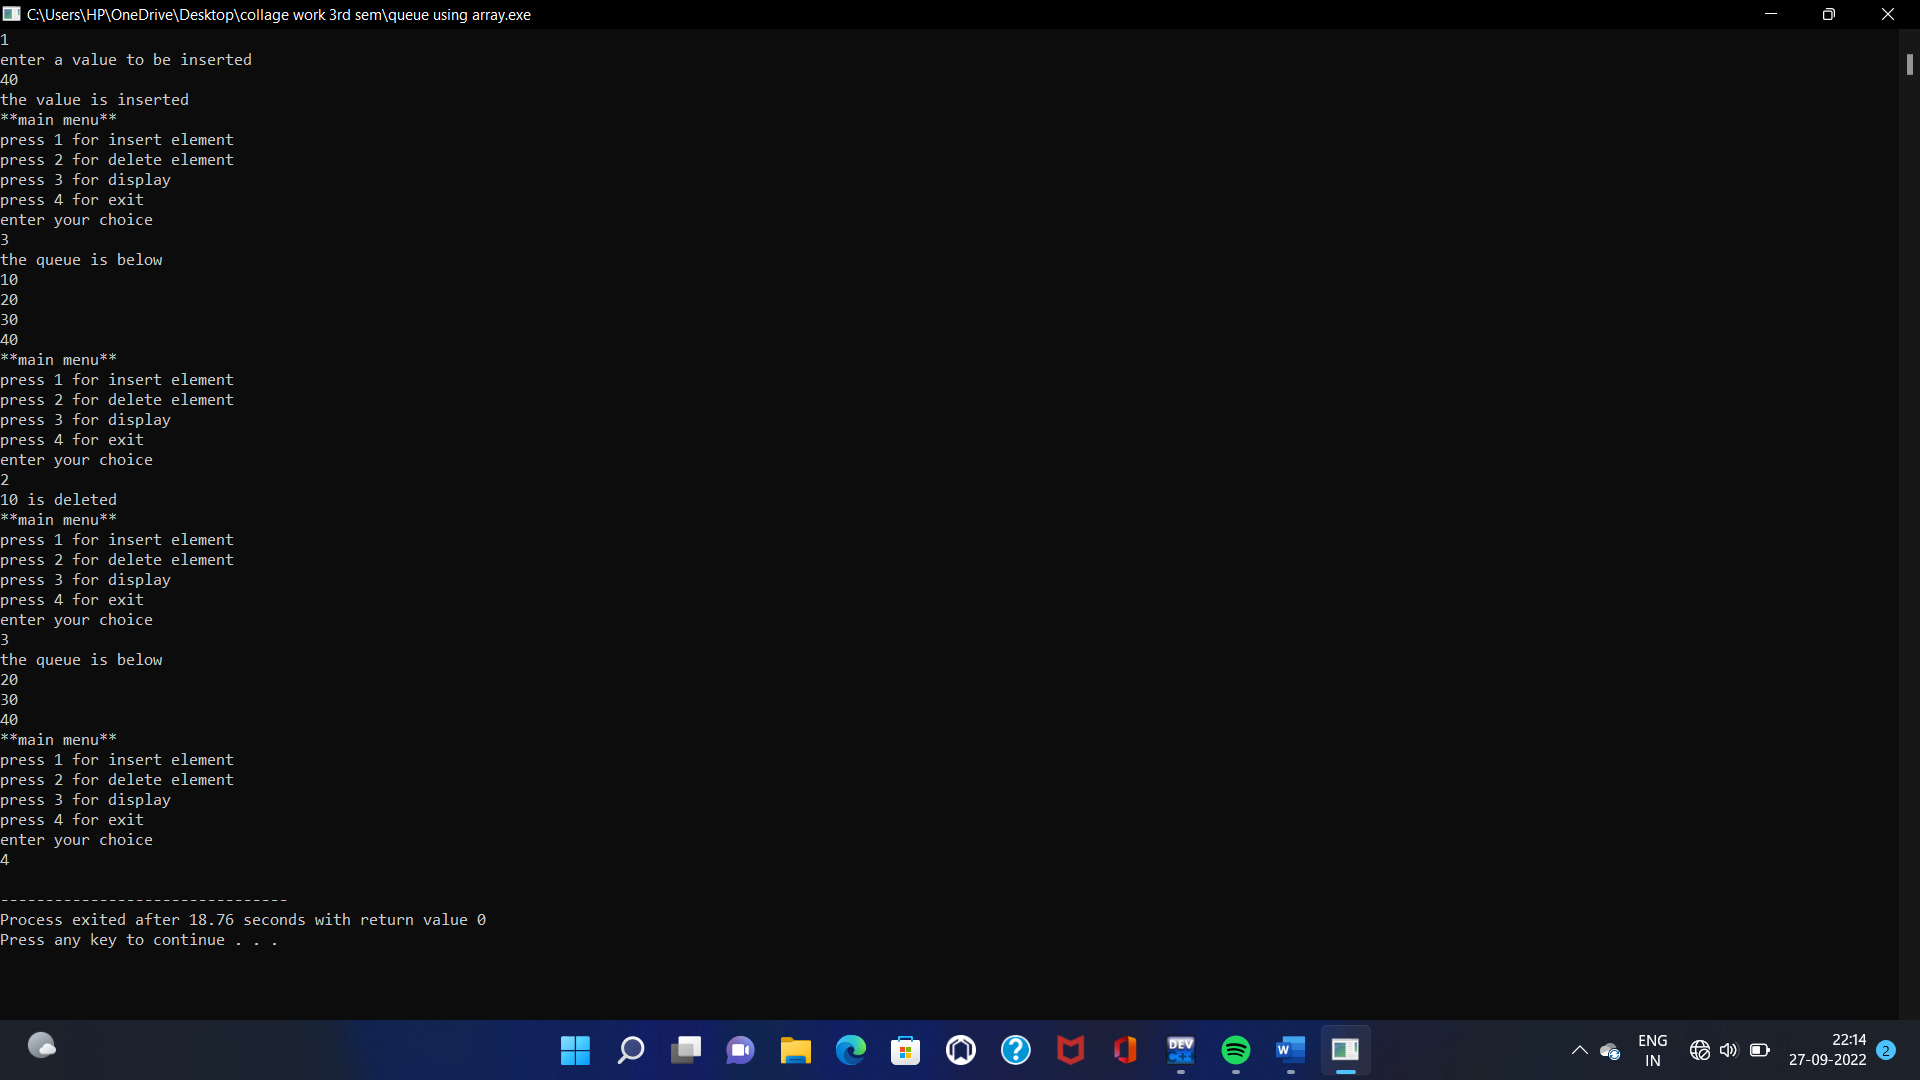 C:\Users\HP\OneDrive\Desktop\collage work 3rd sem\queue using array.exe
1
enter a value to be inserted
40
the value is inserted
**main menu**
press 1 for insert element
press 2 for delete element
press 3 for display
press 4 for exit
enter your choice
3
the queue is below
10
20
30
40
**main menu**
press 1 for insert element
press 2 for delete element
press 3 for display
press 4 for exit
enter your choice
2
10 is deleted
**main menu**
press 1 for insert element
press 2 for delete element
press 3 for display
press 4 for exit
enter your choice
3
the queue is below
20
30
40
**main menu**
press 1 for insert element
press 2 for delete element
press 3 for display
press 4 for exit
enter your choice
4
--------------------------------
Process exited after 18.76 seconds with return value 0
Press any key to continue . . .
DEV
C++
W
ENG
IN
22:14
27-09-2022
2